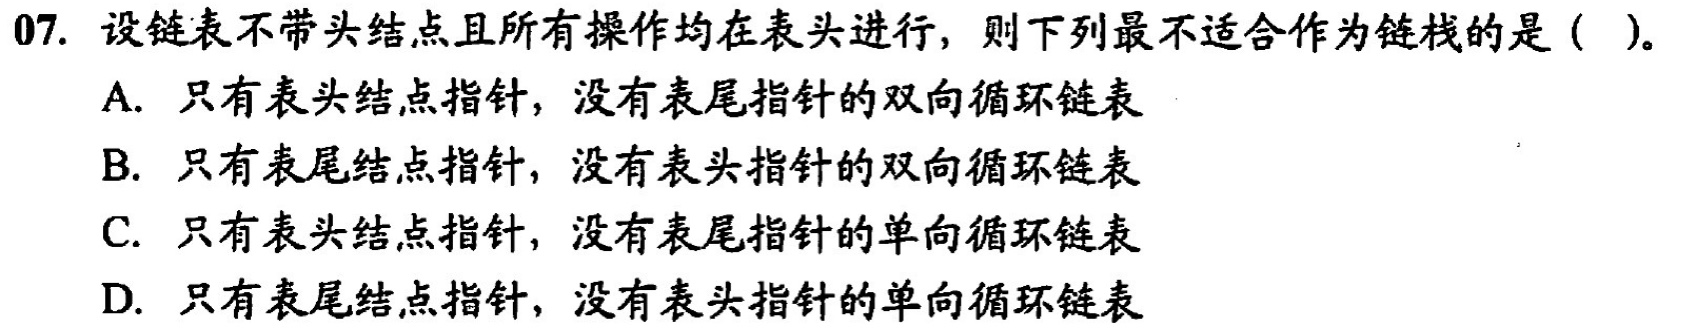 07. 设链表不带头结点且所有操作均在表头进行，则下列最不适合作为链栈的是（ ）。
A. 只有表头结点指针，没有表尾指针的双向循环链表
B. 只有表尾结点指针，没有表头指针的双向循环链表
C. 只有表头结点指针，没有表尾指针的单向循环链表
D. 只有表尾结点指针，没有表头指针的单向循环链表